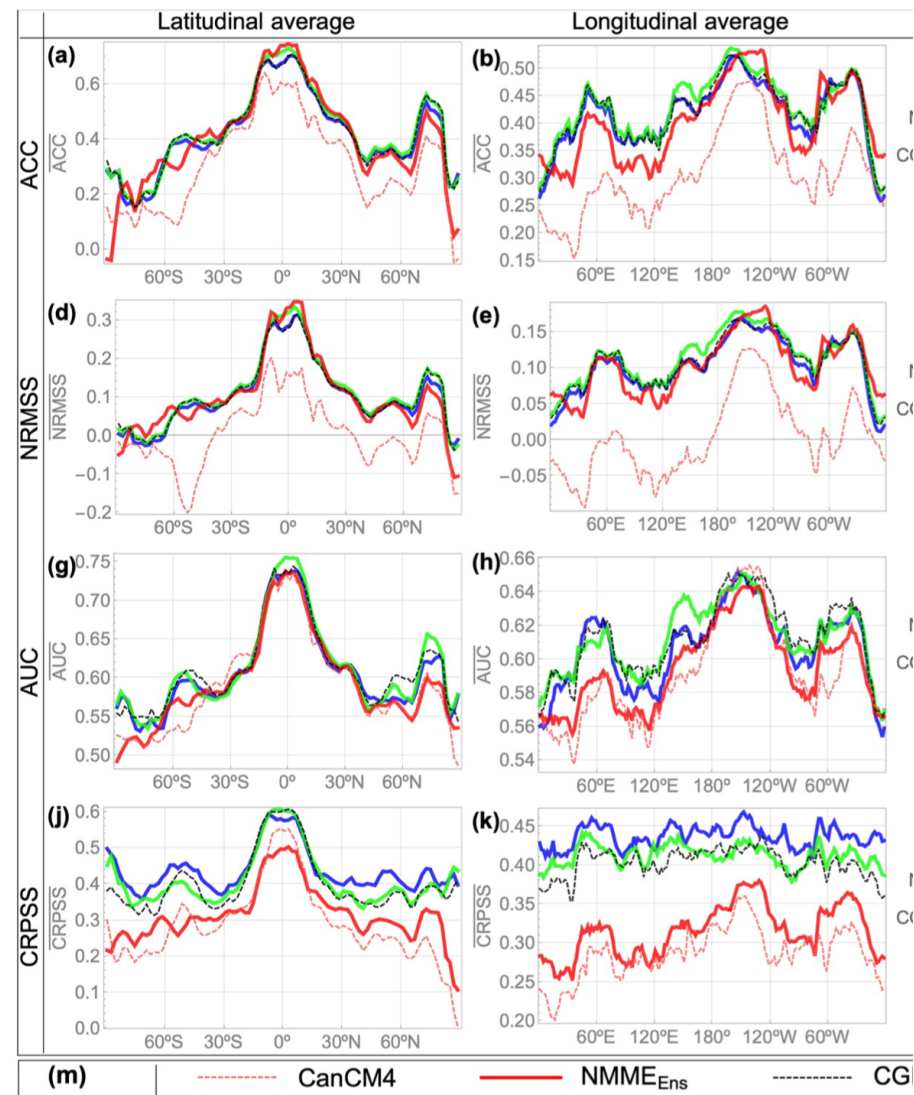 Latitudinal average Longitudinal average
ACC
(a)
ACC
0.6
0.4
0.2
0.0
60ºS 30ºS 0º 30ºN 60ºN
(b)
ACC
0.50
0.45
0.40
0.35
0.30
0.25
0.20
0.15
60ºE 120ºE 180º 120ºW 60ºW
N
CC
NRMSS
(d)
NRMSS
0.3
0.2
0.1
0.0
−0.1
−0.2
60ºS 30ºS 0º 30ºN 60ºN
(e)
NRMSS
0.15
0.10
0.05
0.00
−0.05
60ºE 120ºE 180º 120ºW 60ºW
N
CC
AUC
(g)
AUC
0.75
0.70
0.65
0.60
0.55
0.50
60ºS 30ºS 0º 30ºN 60ºN
(h)
AUC
0.66
0.64
0.62
0.60
0.58
0.56
0.54
60ºE 120ºE 180º 120ºW 60ºW
N
CC
CRPSS
(j)
CRPSS
0.6
0.5
0.4
0.3
0.2
0.1
0.0
60ºS 30ºS 0º 30ºN 60ºN
(k)
CRPSS
0.45
0.40
0.35
0.30
0.25
0.20
60ºE 120ºE 180º 120ºW 60ºW
N
CC
(m) CanCM4 NMME_Ens CGI